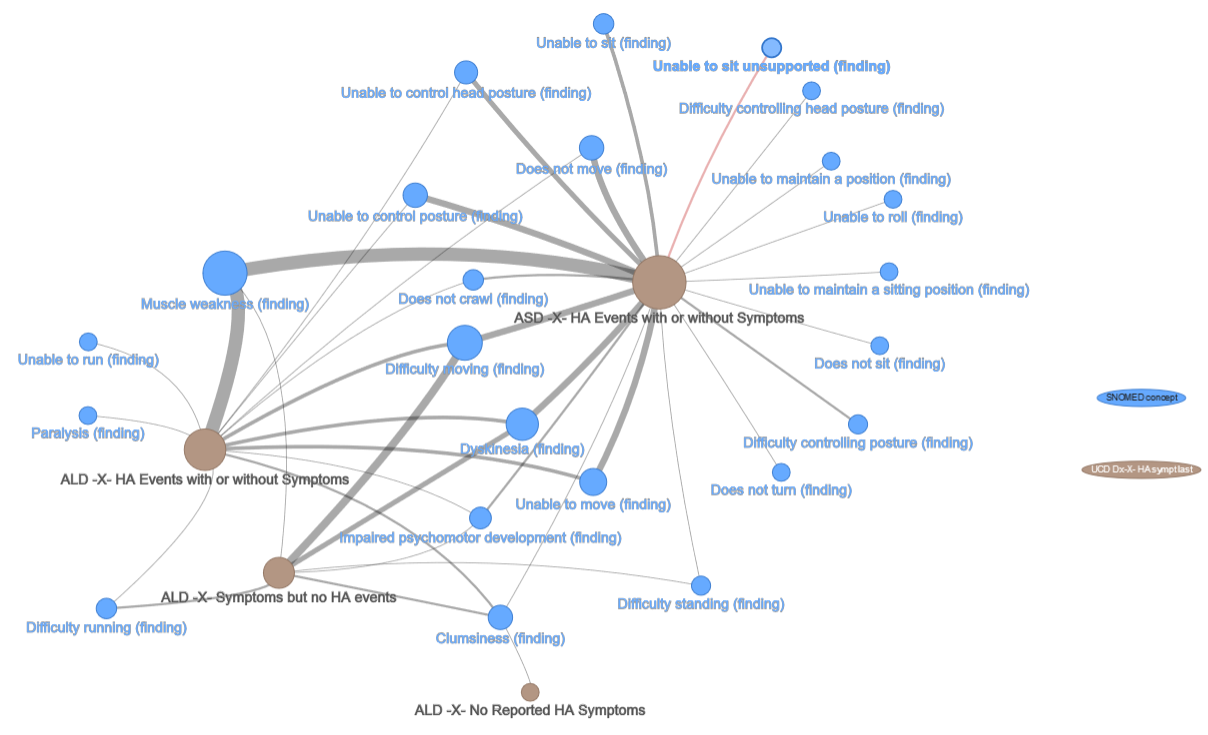 Unable to sit (finding)
Unable to sit unsupported (finding)
Unable to control head posture (finding)
Difficulty controlling head posture (finding)
Does not move (finding)
Unable to maintain a position (finding)
Unable to control posture (finding)
Unable to roll (finding)
Muscle weakness (finding)
Does not crawl (finding)
Unable to maintain a sitting position (finding)
ASD -X- HA Events with or without Symptoms
Unable to run (finding)
Difficulty moving (finding)
Does not sit (finding)
SNOMED concept
Paralysis (finding)
Dyskinesia (finding)
Difficulty controlling posture (finding)
UCD Dx-X- HA symptlast
ALD -X- HA Events with or without Symptoms
Does not turn (finding)
Unable to move (finding)
Impaired psychomotor development (finding)
ALD -X- Symptoms but no HA events
Difficulty standing (finding)
Difficulty running (finding)
Clumsiness (finding)
ALD -X- No Reported HA Symptoms